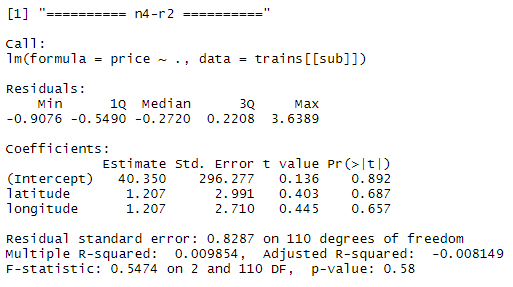 [1] "========== n4-r2 =========="
Call:
lm(formula = price ~ ., data = trains[[sub]])
Residuals:
    Min      1Q  Median      3Q     Max
-0.9076 -0.5490 -0.2720  0.2208  3.6389
Coefficients:
            Estimate Std. Error t value Pr(>|t|)
(Intercept)   40.350    296.277   0.136    0.892
latitude       1.207      2.991   0.403    0.687
longitude      1.207      2.710   0.445    0.657
Residual standard error: 0.8287 on 110 degrees of freedom
Multiple R-squared:  0.009854,  Adjusted R-squared:  -0.008149
F-statistic: 0.5474 on 2 and 110 DF,  p-value: 0.58